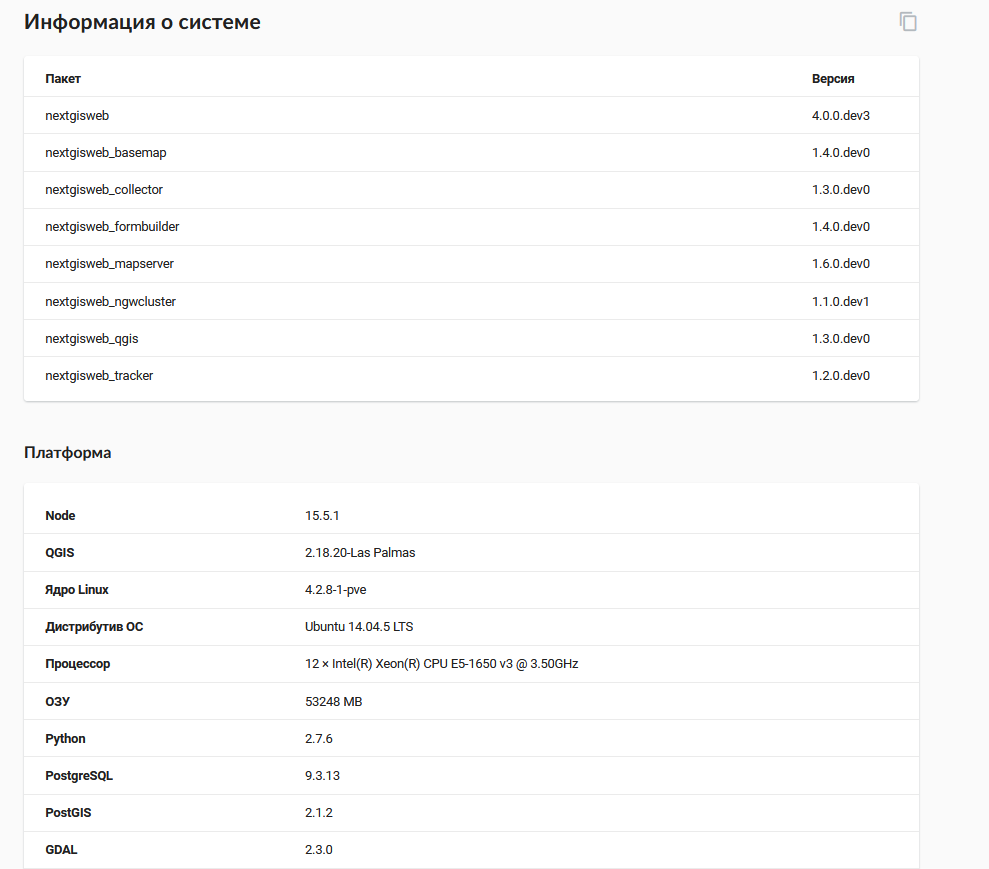 Информация о системе
Пакет Версия
nextgisweb 4.0.0.dev3
nextgisweb_basemap 1.4.0.dev0
nextgisweb_collector 1.3.0.dev0
nextgisweb_formbuilder 1.4.0.dev0
nextgisweb_mapserver 1.6.0.dev0
nextgisweb_ngwcluster 1.1.0.dev1
nextgisweb_qgis 1.3.0.dev0
nextgisweb_tracker 1.2.0.dev0
Платформа
Node 15.5.1
QGIS 2.18.20-Las Palmas
Ядро Linux 4.2.8-1-pve
Дистрибутив ОС Ubuntu 14.04.5 LTS
Процессор 12 × Intel(R) Xeon(R) CPU E5-1650 v3 @ 3.50GHz
ОЗУ 53248 MB
Python 2.7.6
PostgreSQL 9.3.13
PostGIS 2.1.2
GDAL 2.3.0